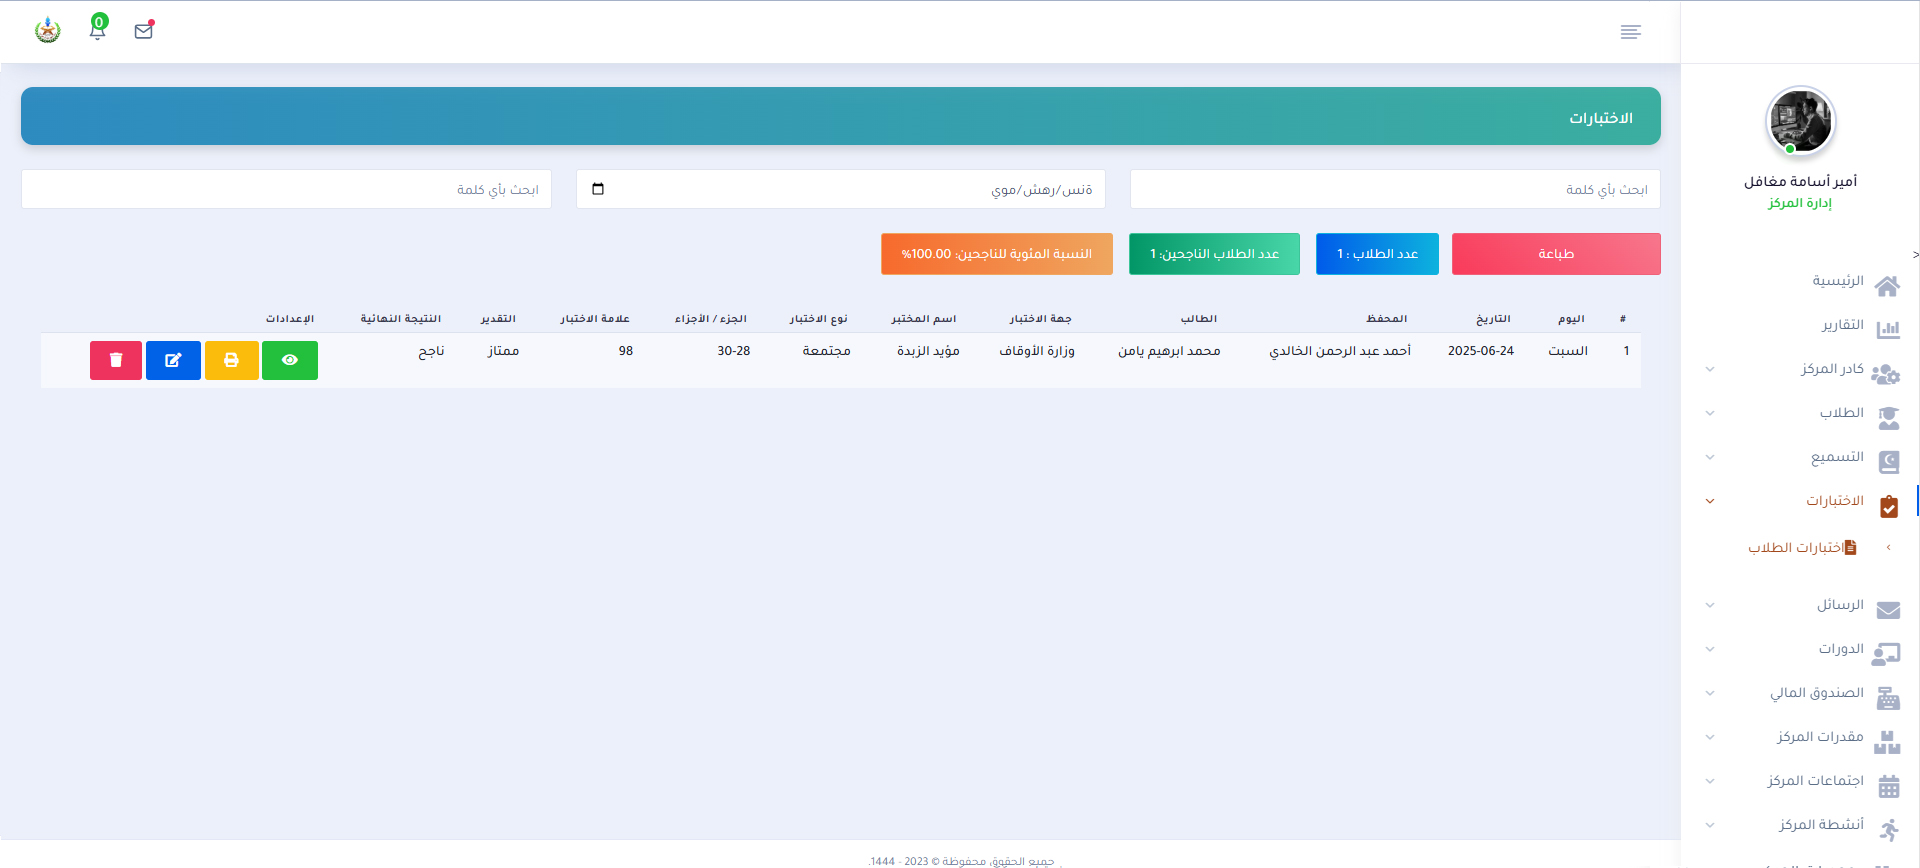 0
أمير أسامة مغافل
إدارة المركز
<
الرئيسية
التقارير
كادر المركز
الطلاب
التسميع
الاختبارات
اختبارات الطلاب
الرسائل
الدورات
الصندوق المالي
مقدرات المركز
اجتماعات المركز
أنشطة المركز
الاختبارات
ابحث بأي كلمة
ةنس/رهش/موي
ابحث بأي كلمة
طباعة
عدد الطلاب : 1
عدد الطلاب الناجحين: 1
النسبة المئوية للناجحين: 100.00%
# اليوم التاريخ المحفظ الطالب جهة الاختبار اسم المختبر نوع الاختبار الجزء / الأجزاء علامة الاختبار التقدير النتيجة النهائية الإعدادات
1 السبت 2025-06-24 أحمد عبد الرحمن الخالدي محمد ابرهيم يامن وزارة الأوقاف مؤيد الزبدة مجتمعة 30-28 98 ممتاز ناجح
جميع الحقوق محفوظة © 2023 - 1444.